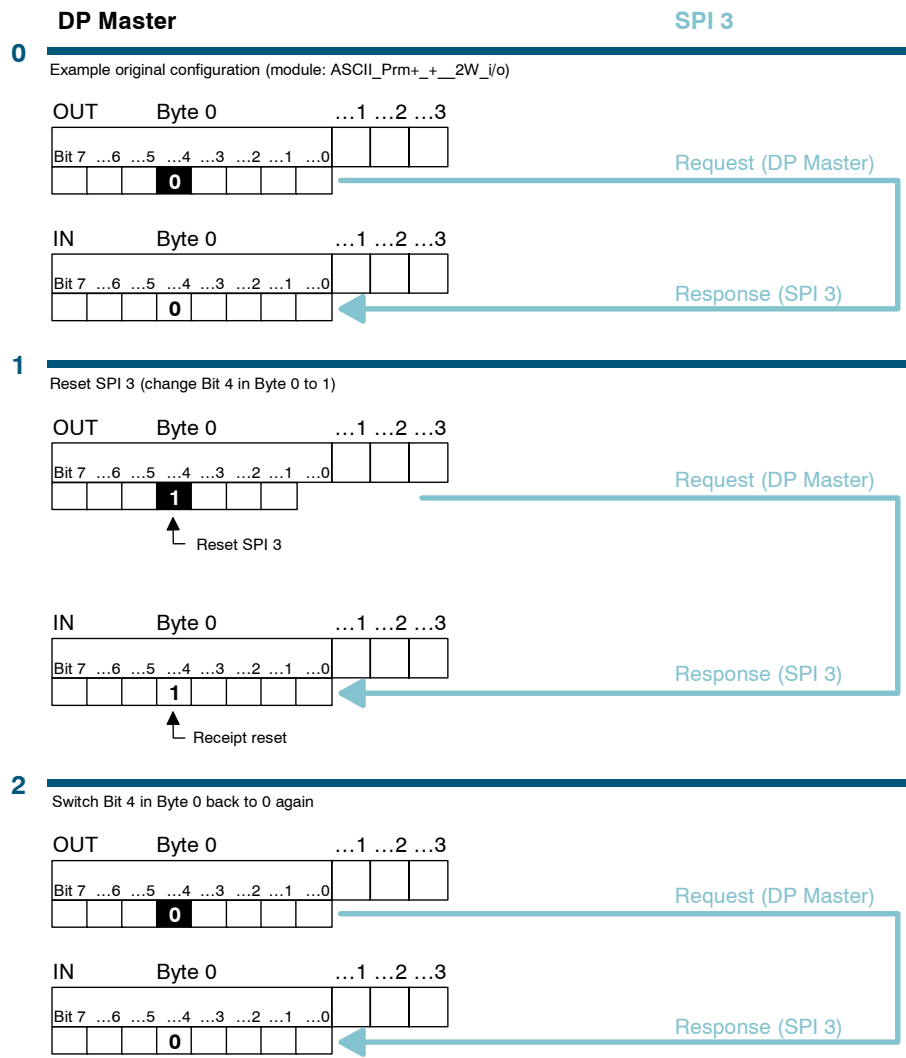 DP Master SPI 3
0
Example original configuration (module: ASCII_Prm+_+__2W_i/o)
OUT Byte 0 …1 …2 …3
Bit 7 …6 …5 …4 …3 …2 …1 …0
Request (DP Master)
0
IN Byte 0 …1 …2 …3
Bit 7 …6 …5 …4 …3 …2 …1 …0
Response (SPI 3)
0
1
Reset SPI 3 (change Bit 4 in Byte 0 to 1)
OUT Byte 0 …1 …2 …3
Bit 7 …6 …5 …4 …3 …2 …1 …0
Request (DP Master)
1
Reset SPI 3
IN Byte 0 …1 …2 …3
Bit 7 …6 …5 …4 …3 …2 …1 …0
Response (SPI 3)
1
Receipt reset
2
Switch Bit 4 in Byte 0 back to 0 again
OUT Byte 0 …1 …2 …3
Bit 7 …6 …5 …4 …3 …2 …1 …0
Request (DP Master)
0
IN Byte 0 …1 …2 …3
Bit 7 …6 …5 …4 …3 …2 …1 …0
Response (SPI 3)
0